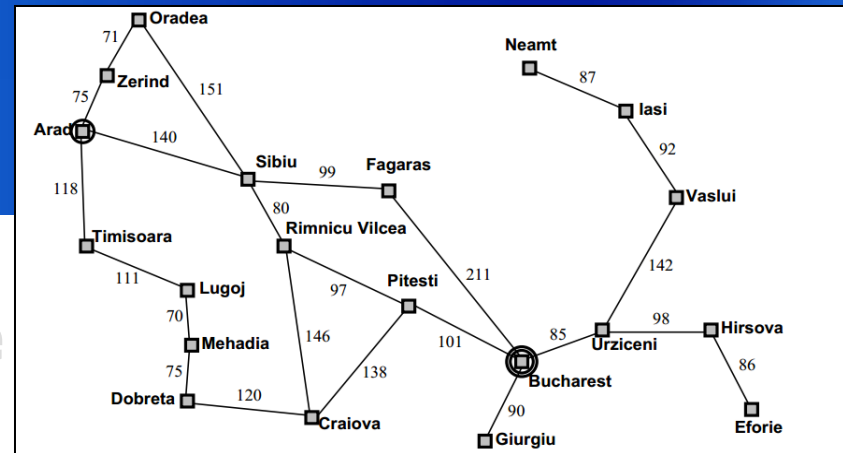 Oradea
71
Neamt
87
Zerind
151
Iasi
75
Arad
140
92
Sibiu
99
Fagaras
118
80
Vaslui
Timisoara
Rimnicu Vilcea
111
97
Pitesti
211
142
Lugoj
70
146
101
85
98
Hirsova
Mehadia
138
Urziceni
75
86
Bucharest
Dobreta
120
90
Craiova
Eforie
Giurgiu